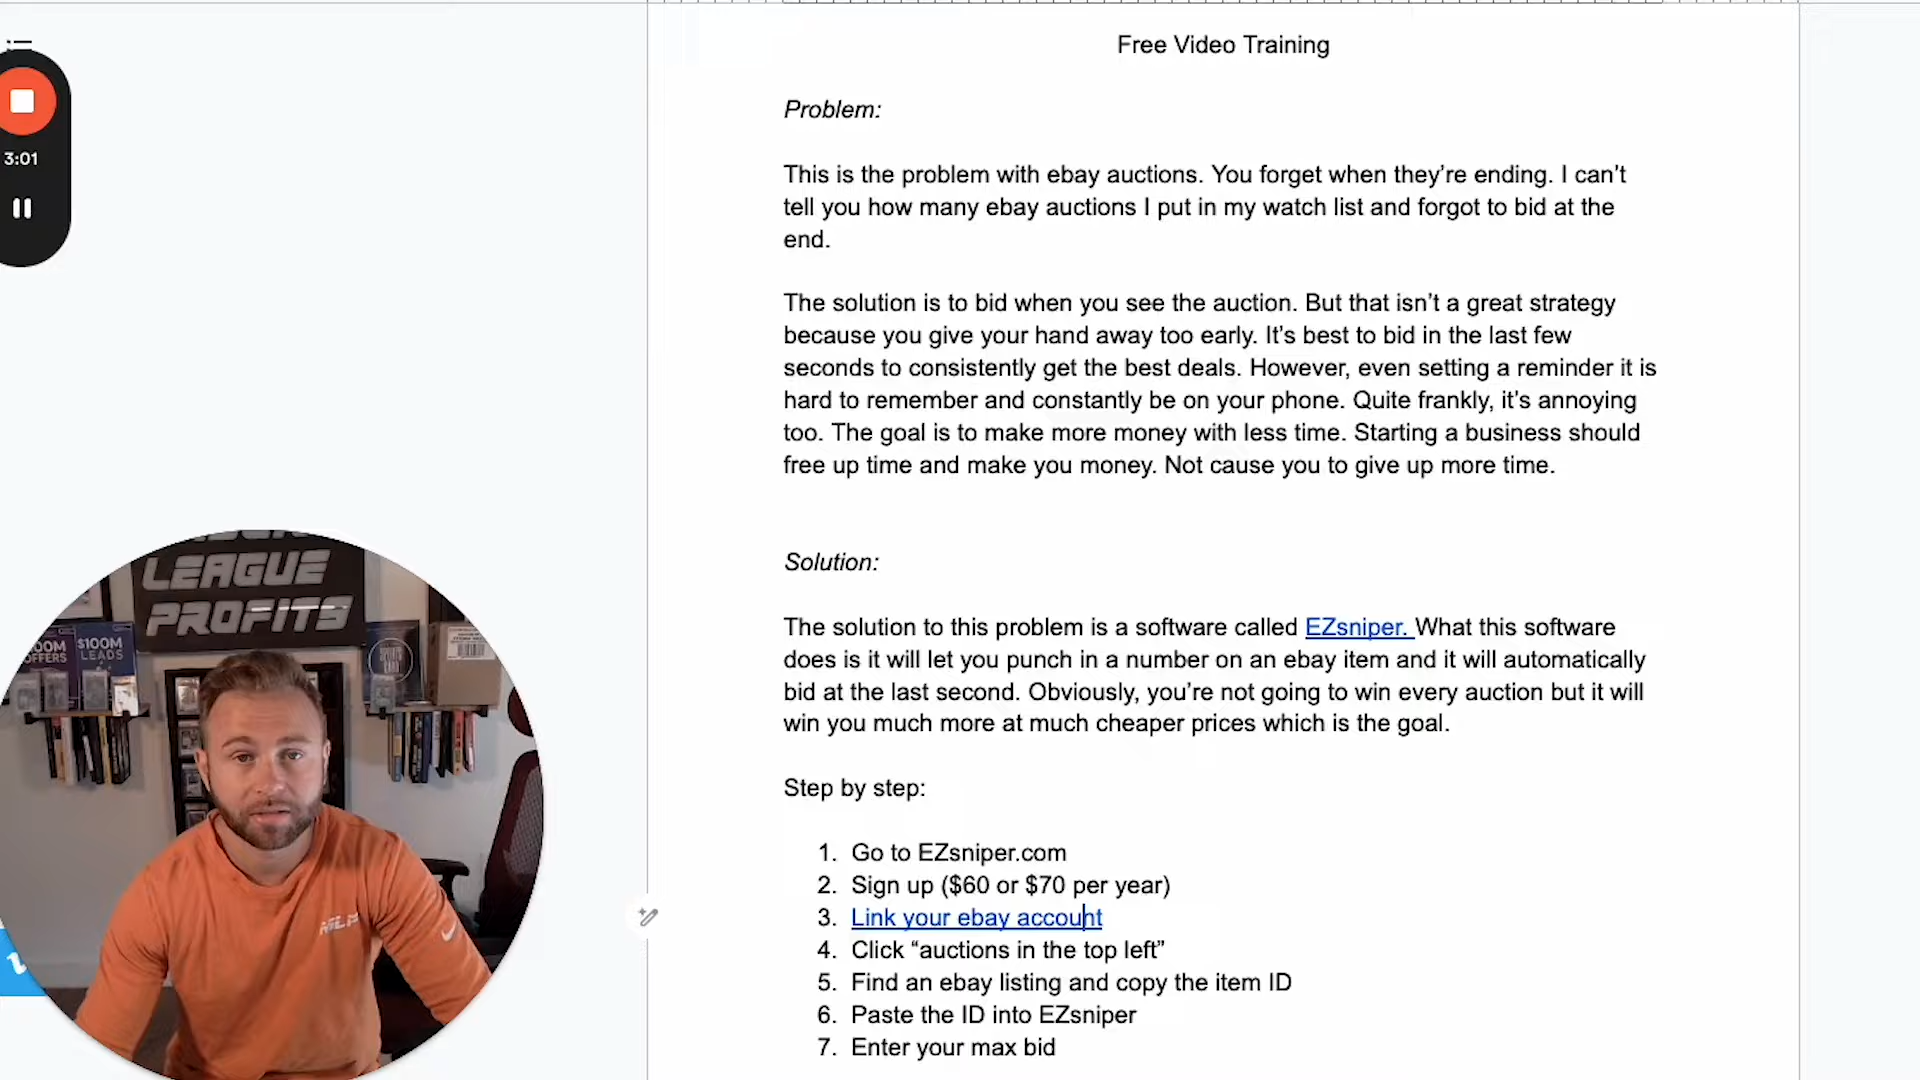 Free Video Training
3:01
Problem:
This is the problem with ebay auctions. You forget when they’re ending. I can’t
tell you how many ebay auctions I put in my watch list and forgot to bid at the
end.
The solution is to bid when you see the auction. But that isn’t a great strategy
because you give your hand away too early. It’s best to bid in the last few
seconds to consistently get the best deals. However, even setting a reminder it is
hard to remember and constantly be on your phone. Quite frankly, it’s annoying
too. The goal is to make more money with less time. Starting a business should
free up time and make you money. Not cause you to give up more time.
Solution:
The solution to this problem is a software called EZsniper. What this software
does is it will let you punch in a number on an ebay item and it will automatically
bid at the last second. Obviously, you’re not going to win every auction but it will
win you much more at much cheaper prices which is the goal.
Step by step:
1. Go to EZsniper.com
2. Sign up ($60 or $70 per year)
3. Link your ebay account
4. Click “auctions in the top left”
5. Find an ebay listing and copy the item ID
6. Paste the ID into EZsniper
7. Enter your max bid
LEAGUE
PROFITS
OFFERS
$100M
LEADS
MLP